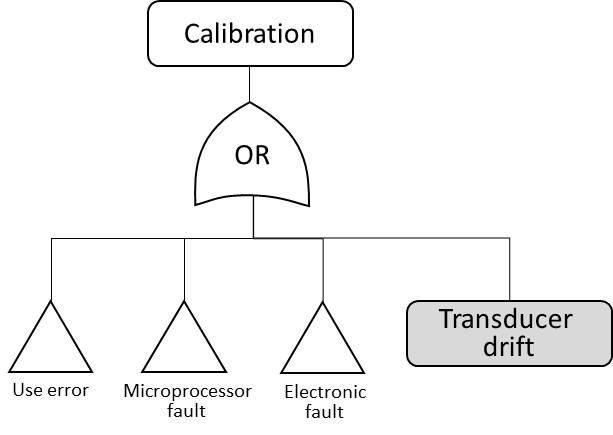 Calibration
OR
Transducer
drift
Use error
Microprocessor
fault
Electronic
fault